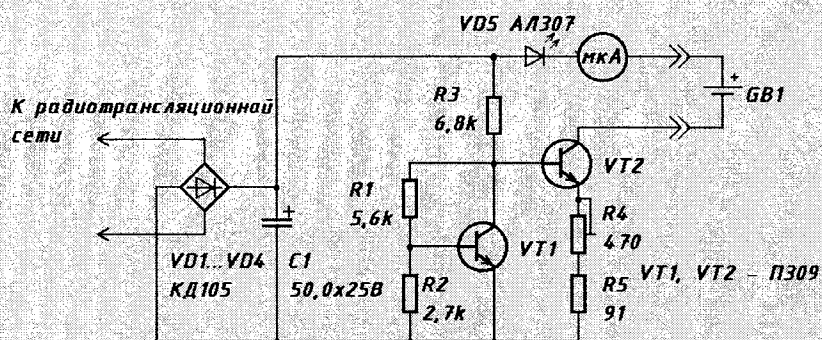 VD5 АЛ307
мкА
+
GB1
К радиотрансляционной
сети
R3
6,8k
VT2
R1
5,6k
R4
470
+
VT1
VD1...VD4
КД105
C1
50,0x25В
R2
2,7k
R5
91
VT1, VT2 - П309